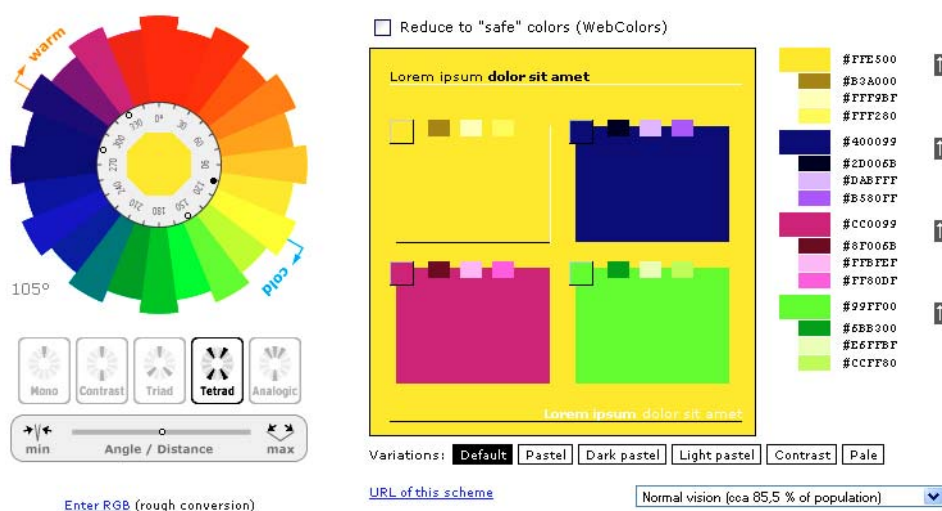 Reduce to "safe" colors (WebColors)
warm
0° 30 60 90 120 150 180 210 240 270 300 330
cold
105°
Mono
Contrast
Triad
Tetrad
Analogic
min
Angle / Distance
max
Enter RGB (rough conversion)
Lorem ipsum dolor sit amet
Lorem ipsum dolor sit amet
#FFE500
#B3A000
#FFF9BF
#FFF280
#400099
#2D006B
#DABFFF
#B580FF
#CC0099
#8F006B
#FFBFEF
#FF80DF
#99FF00
#6BB300
#E6FFBF
#CCFF80
Variations: Default Pastel Dark pastel Light pastel Contrast Pale
URL of this scheme
Normal vision (cca 85,5 % of population)